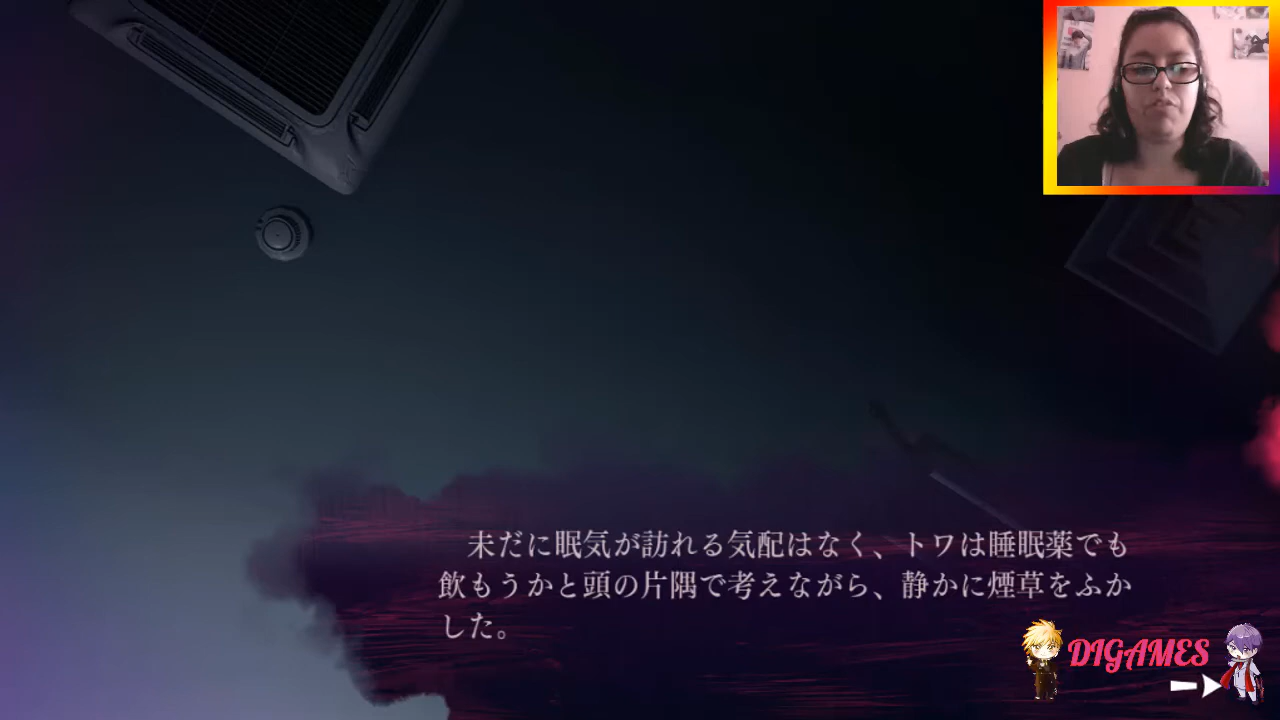 未だに眠気が訪れる気配はなく、トワは睡眠薬でも
飲もうかと頭の片隅で考えながら、静かに煙草をふか
した。
DIGAMES